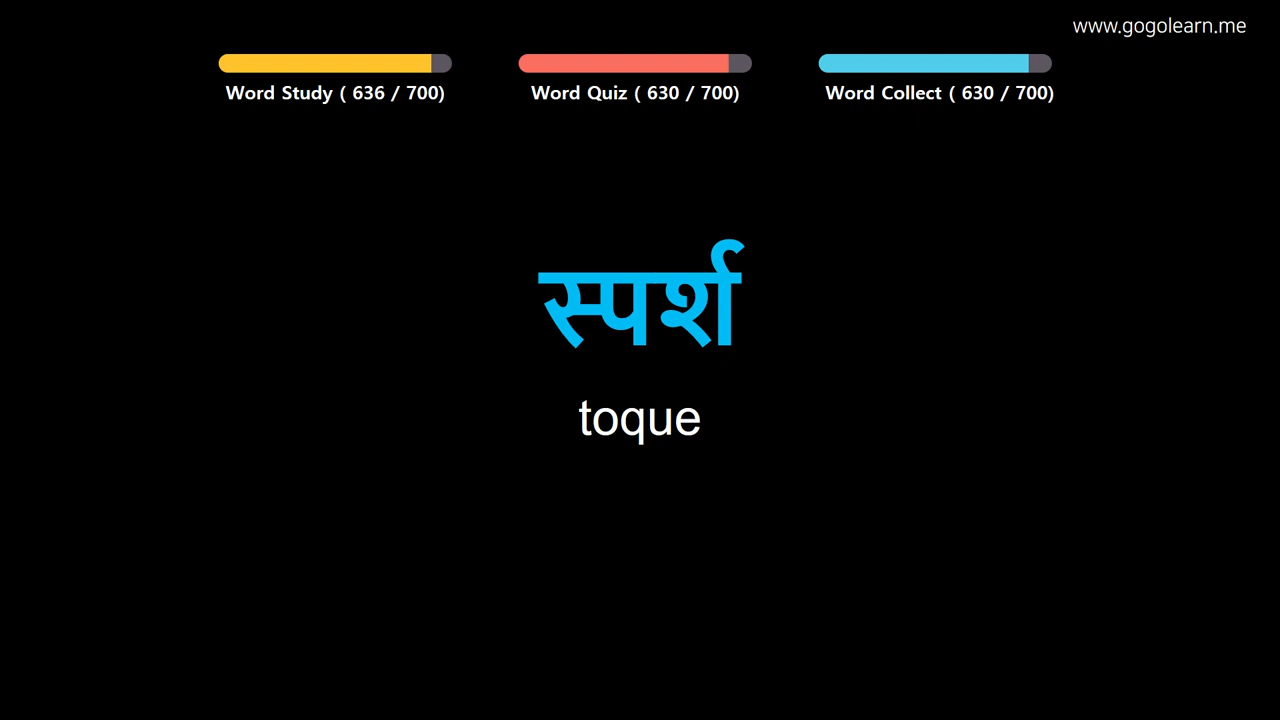 www.gogolearn.me
Word Study ( 636 / 700)
Word Quiz ( 630 / 700)
Word Collect ( 630 / 700)
स्पर्श
toque